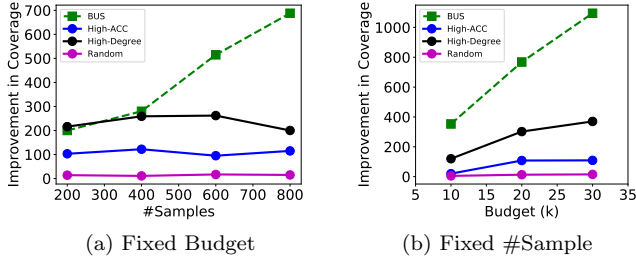 Improvement in Coverage
700
600
500
400
300
200
100
0
BUS
High-ACC
High-Degree
Random
200 300 400 500 600 700 800
#Samples
(a) Fixed Budget
Improvement in Coverage
1000
800
600
400
200
0
BUS
High-ACC
High-Degree
Random
5 10 15 20 25 30 35
Budget (k)
(b) Fixed #Sample